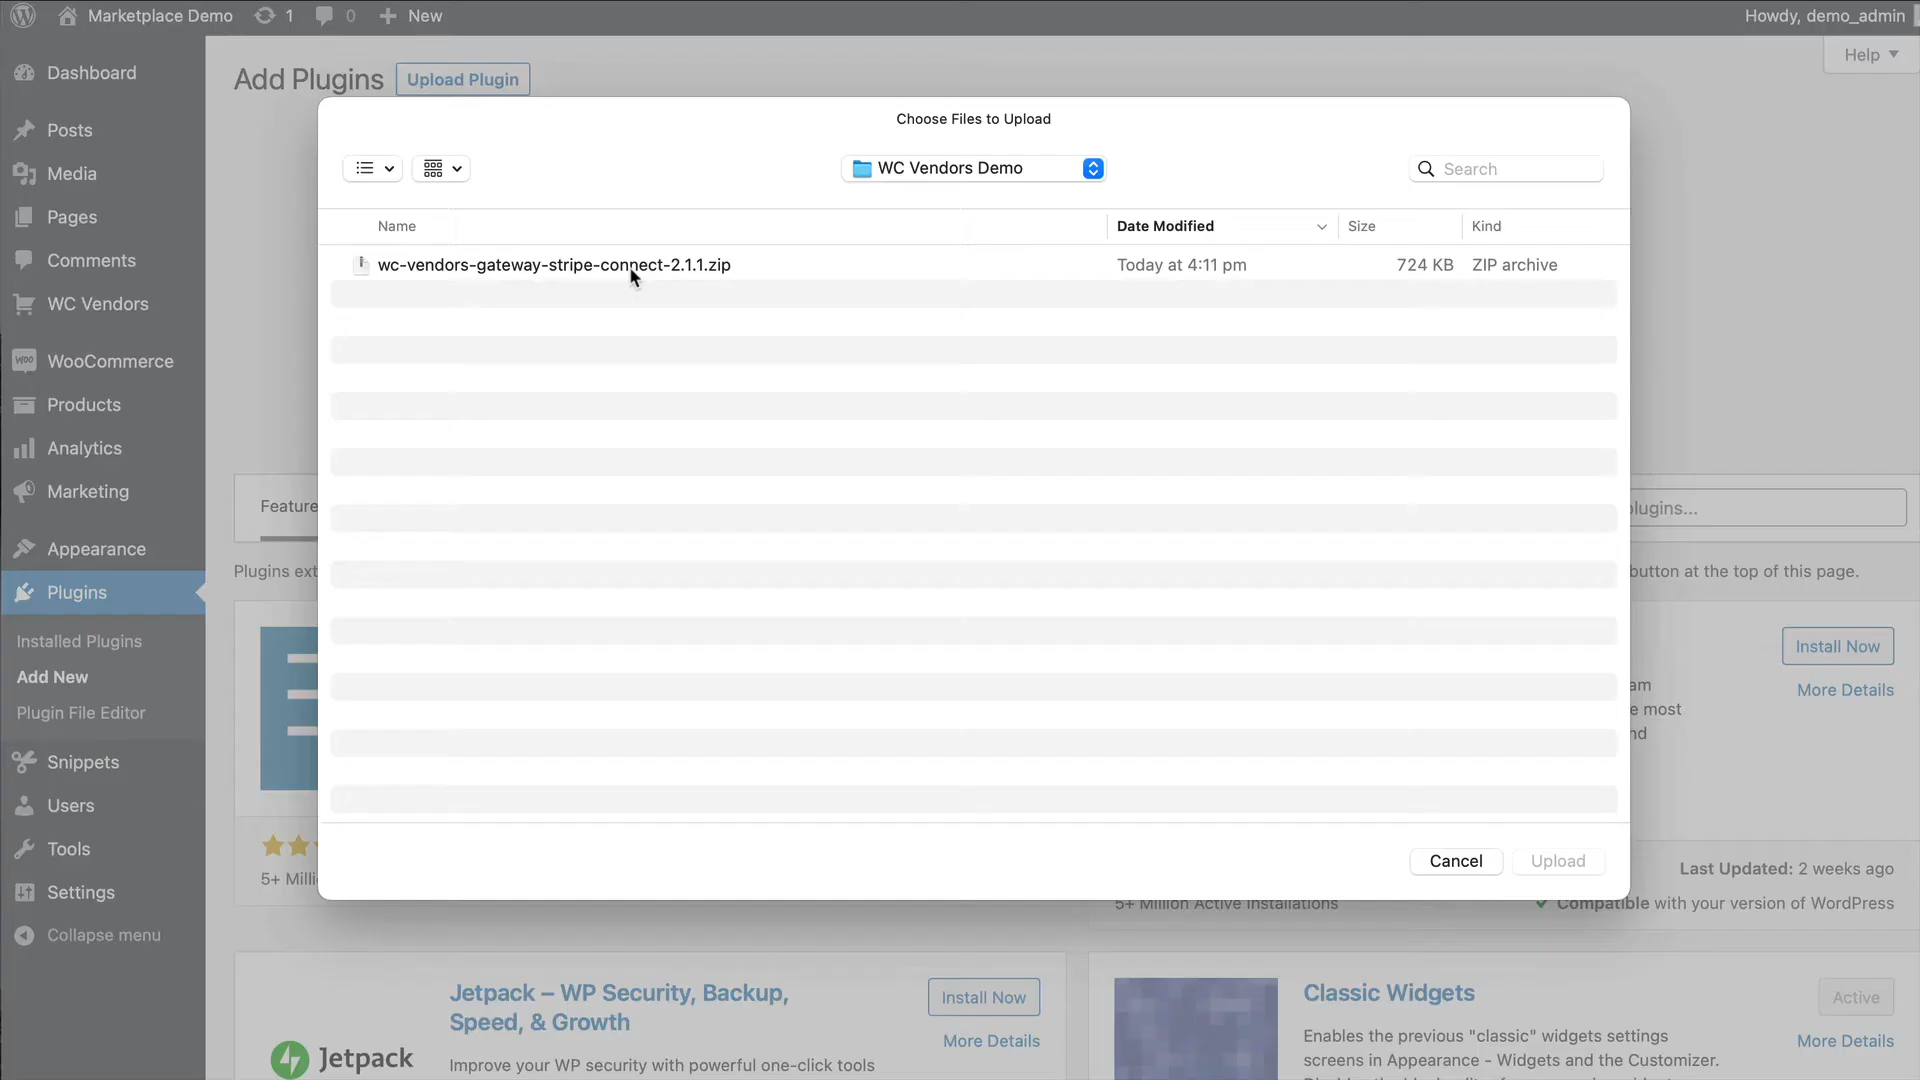 Marketplace Demo
1
0
New
Howdy, demo_admin
Help
Dashboard
Posts
Media
Pages
Comments
WC Vendors
WooCommerce
Products
Analytics
Marketing
Appearance
Plugins
Installed Plugins
Add New
Plugin File Editor
Snippets
Users
Tools
Settings
Collapse menu
Add Plugins
Upload Plugin
Choose Files to Upload
WC Vendors Demo
Search
Name
Date Modified
Size
Kind
wc-vendors-gateway-stripe-connect-2.1.1.zip
Today at 4:11 pm
724 KB
ZIP archive
Cancel
Upload
Feature
plugins...
Plugins ext
button at the top of this page.
Install Now
More Details
am
e most
nd
5+ Milli
Last Updated: 2 weeks ago
5+ Million Active Installations
Compatible with your version of WordPress
Jetpack – WP Security, Backup,
Speed, & Growth
Install Now
More Details
Jetpack
Improve your WP security with powerful one-click tools
Classic Widgets
Active
More Details
Enables the previous "classic" widgets settings
screens in Appearance - Widgets and the Customizer.